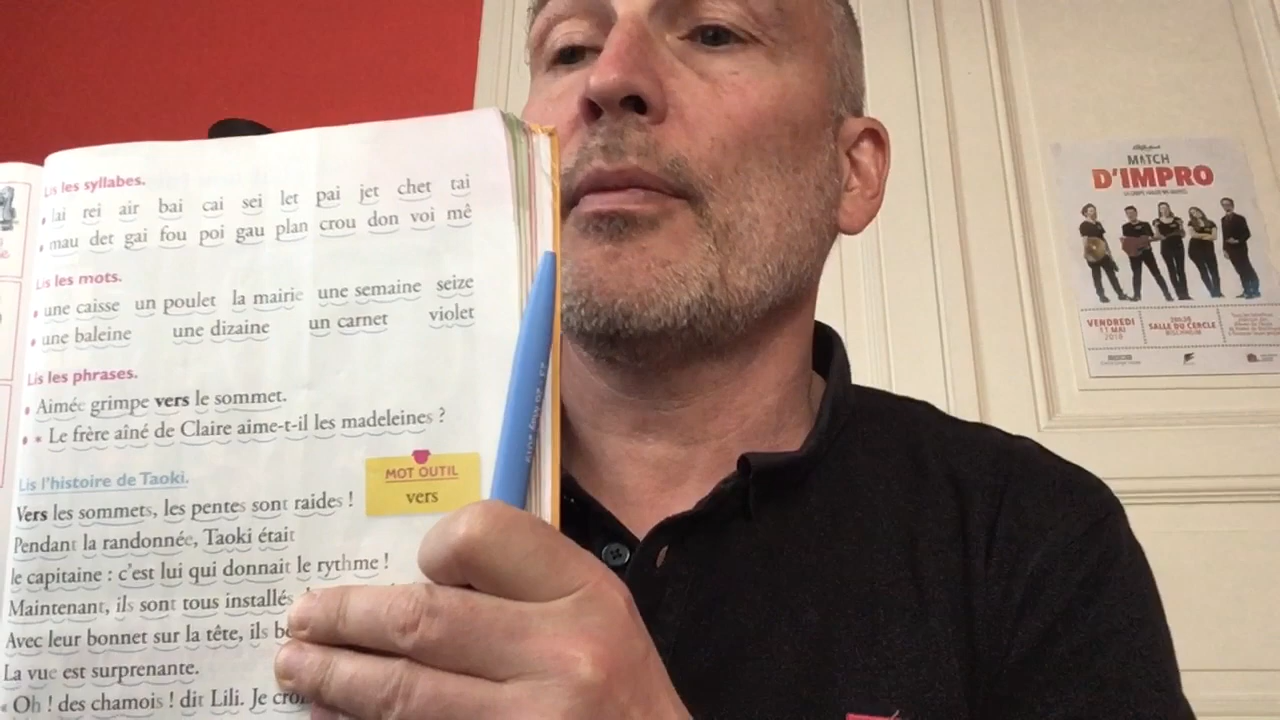 Lis les syllabes.
• lai rei air bai cai sei let pai jet chet tai
• mau det gai fou poi gau plan crou don voi mê
Lis les mots.
• une caisse un poulet la mairie une semaine seize
• une baleine une dizaine un carnet violet
Lis les phrases.
• Aimée grimpe vers le sommet.
• * Le frère aîné de Claire aime-t-il les madeleines ?
Lis l'histoire de Taoki.
MOT OUTIL
vers
Vers les sommets, les pentes sont raides !
Pendant la randonnée, Taoki était
le capitaine : c'est lui qui donnait le rythme !
Maintenant, ils sont tous installés
Avec leur bonnet sur la tête, ils
La vue est surprenante.
« Oh ! des chamois ! dit Lili. Je
MATCH
D'IMPRO
VENDREDI
11 MAI
2018
20h30
SALLE DU CERCLE
BISCHHEIM